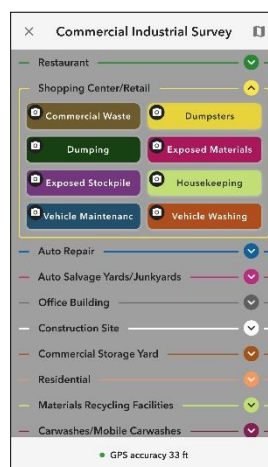 Commercial Industrial Survey
Restaurant
Shopping Center/Retail
Commercial Waste Dumpsters
Dumping Exposed Materials
Exposed Stockpile Housekeeping
Vehicle Maintenanc Vehicle Washing
Auto Repair
Auto Salvage Yards/Junkyards
Office Building
Construction Site
Commercial Storage Yard
Residential
Materials Recycling Facilities
Carwashes/Mobile Carwashes
GPS accuracy 33 ft